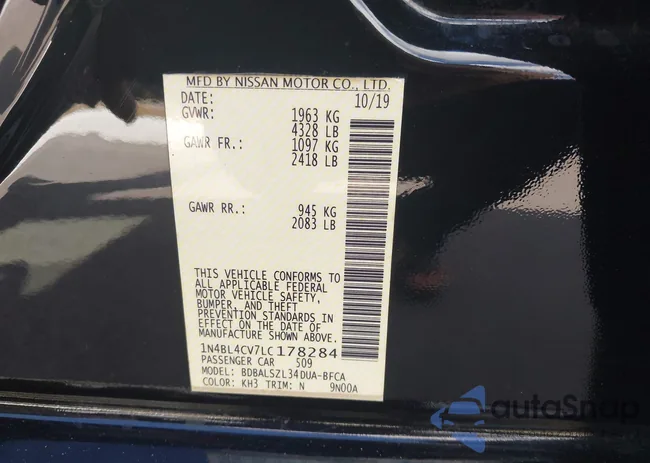 MFD BY NISSAN MOTOR CO., LTD.
DATE: 10/19
GVWR: 1963 KG
4328 LB
GAWR FR.: 1097 KG
2418 LB
GAWR RR.: 945 KG
2083 LB
THIS VEHICLE CONFORMS TO
ALL APPLICABLE FEDERAL
MOTOR VEHICLE SAFETY,
BUMPER, AND THEFT
PREVENTION STANDARDS IN
EFFECT ON THE DATE OF
MANUFACTURE SHOWN ABOVE.
1N4BL4CV7LC178284
PASSENGER CAR 509
MODEL: BDBALSZL34DUA-BFCA
COLOR: KH3 TRIM: N 9N00A
autoSnap